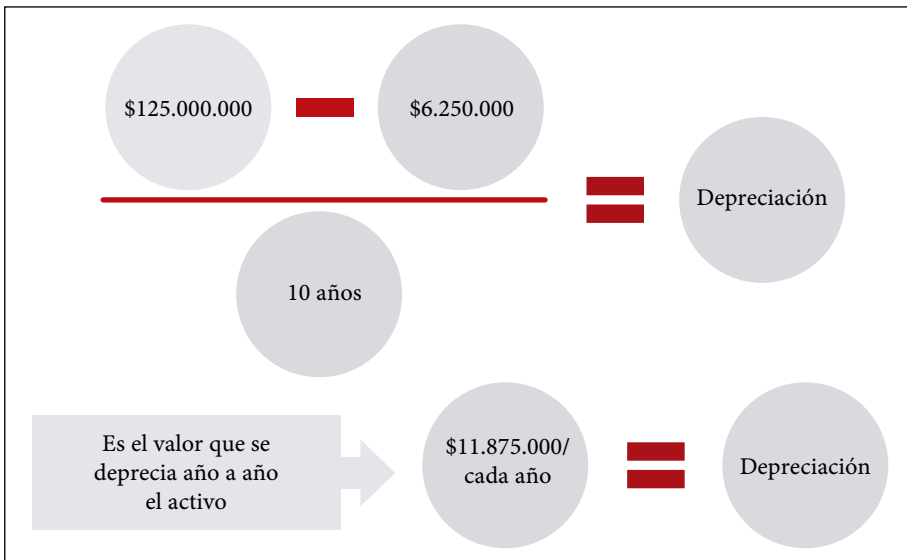 $125.000.000
$6.250.000
Depreciación
10 años
Es el valor que se
deprecia año a año
el activo
$11.875.000/
cada año
Depreciación